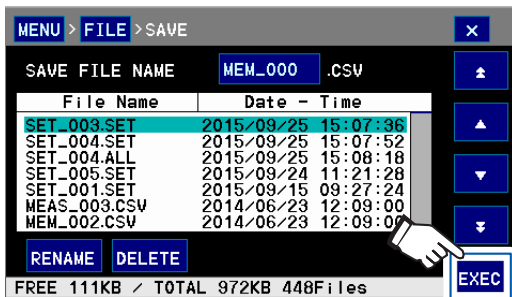 MENU > FILE > SAVE ×
SAVE FILE NAME MEM_000 .CSV
File Name Date - Time
SET_003.SET 2015/09/25 15:07:36
SET_004.SET 2015/09/25 15:07:52
SET_004.ALL 2015/09/25 15:08:18
SET_005.SET 2015/09/24 11:21:28
SET_001.SET 2015/09/15 09:27:24
MEAS_003.CSV 2014/06/23 12:09:00
MEM_002.CSV 2014/06/23 12:09:00
RENAME DELETE EXEC
FREE 111KB / TOTAL 972KB 448Files